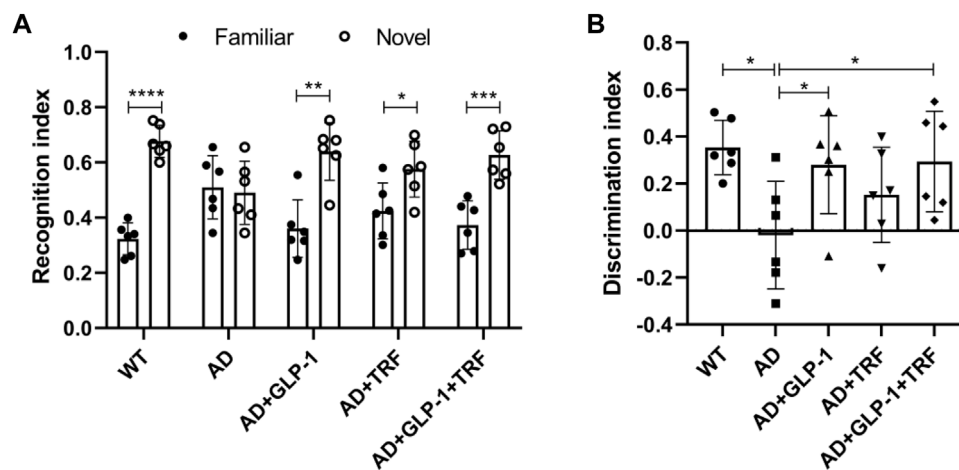 A
Familiar
Novel
Recognition index
1.0
0.8
0.6
0.4
0.2
0.0
****
**
*
***
WT
AD
AD+GLP-1
AD+TRF
AD+GLP-1+TRF
B
Discrimination index
0.8
0.6
0.4
0.2
0.0
-0.2
-0.4
*
*
*
WT
AD
AD+GLP-1
AD+TRF
AD+GLP-1+TRF